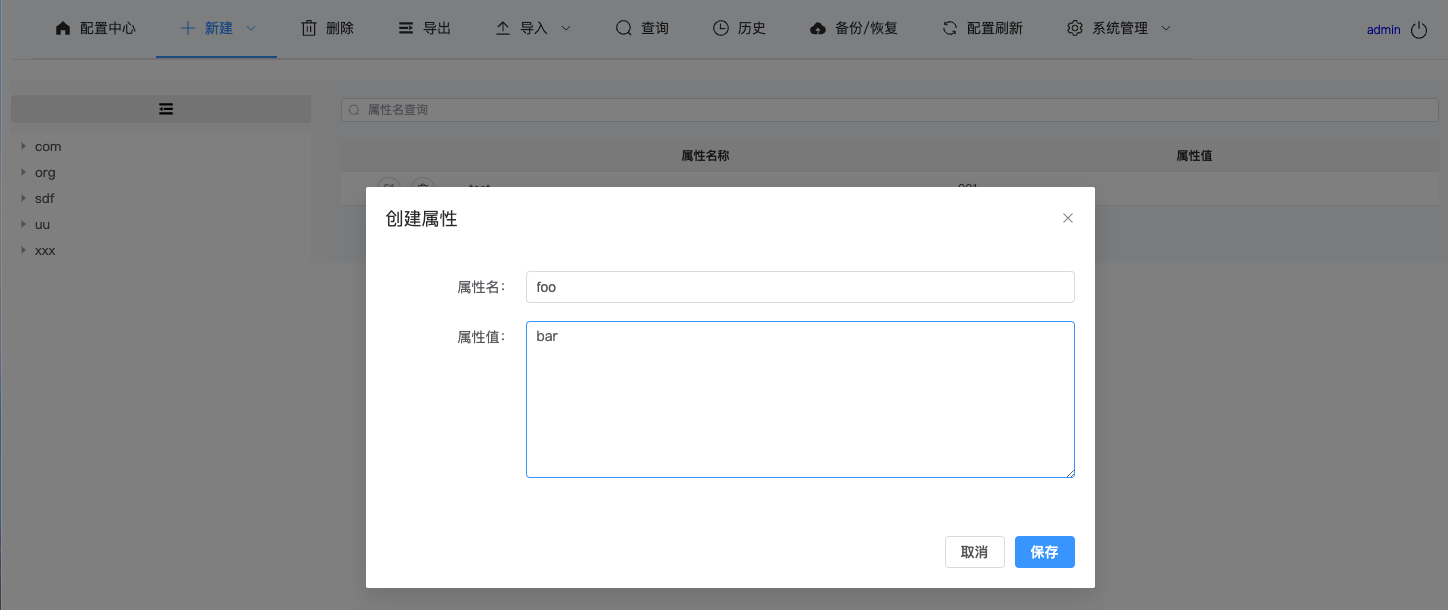 配置中心 新建 删除 导出 导入 查询 历史 备份/恢复 配置刷新 系统管理 admin
属性名查询
com
org
sdf
uu
xxx
属性名称 属性值
创建属性
属性名:
foo
属性值:
bar
取消 保存